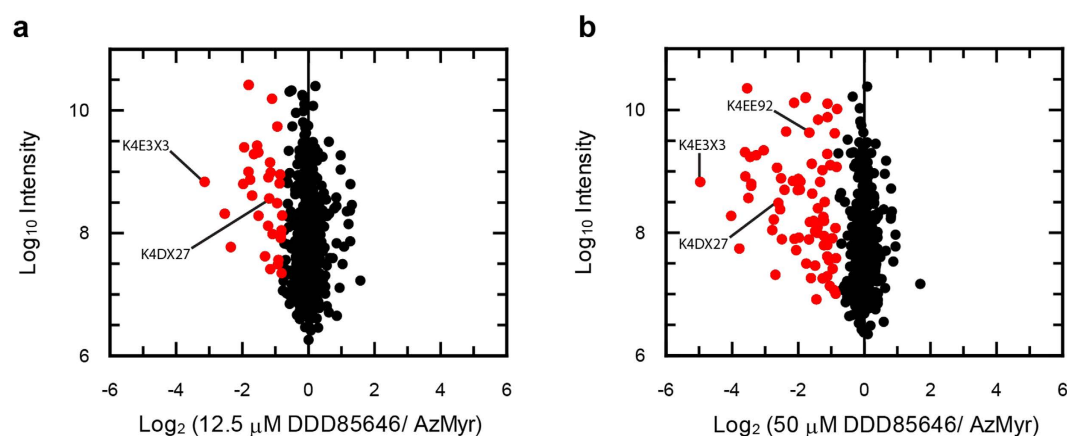 a
10
8
6
Log10 Intensity
K4E3X3
K4DX27
-6 -4 -2 0 2 4 6
Log2 (12.5 μM DDD85646/ AzMyr)
b
10
8
6
Log10 Intensity
K4EE92
K4E3X3
K4DX27
-6 -4 -2 0 2 4 6
Log2 (50 μM DDD85646/ AzMyr)